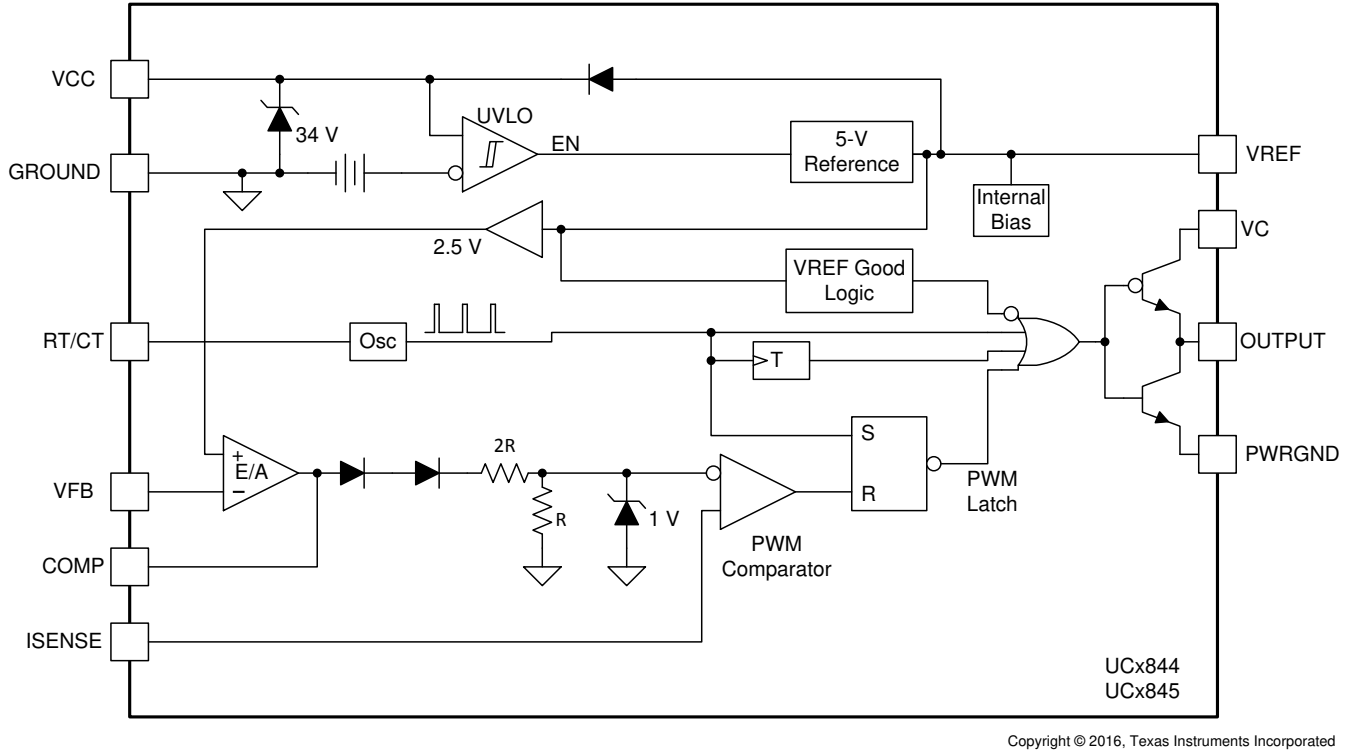 VCC
GROUND
34 V
UVLO
EN
5-V
Reference
VREF
Internal
Bias
VC
2.5 V
VREF Good
Logic
RT/CT
Osc
T
OUTPUT
+
E/A
−
2R
R
1 V
VFB
COMP
ISENSE
PWM
Comparator
S
R
PWM
Latch
PWRGND
UCx844
UCx845
Copyright © 2016, Texas Instruments Incorporated